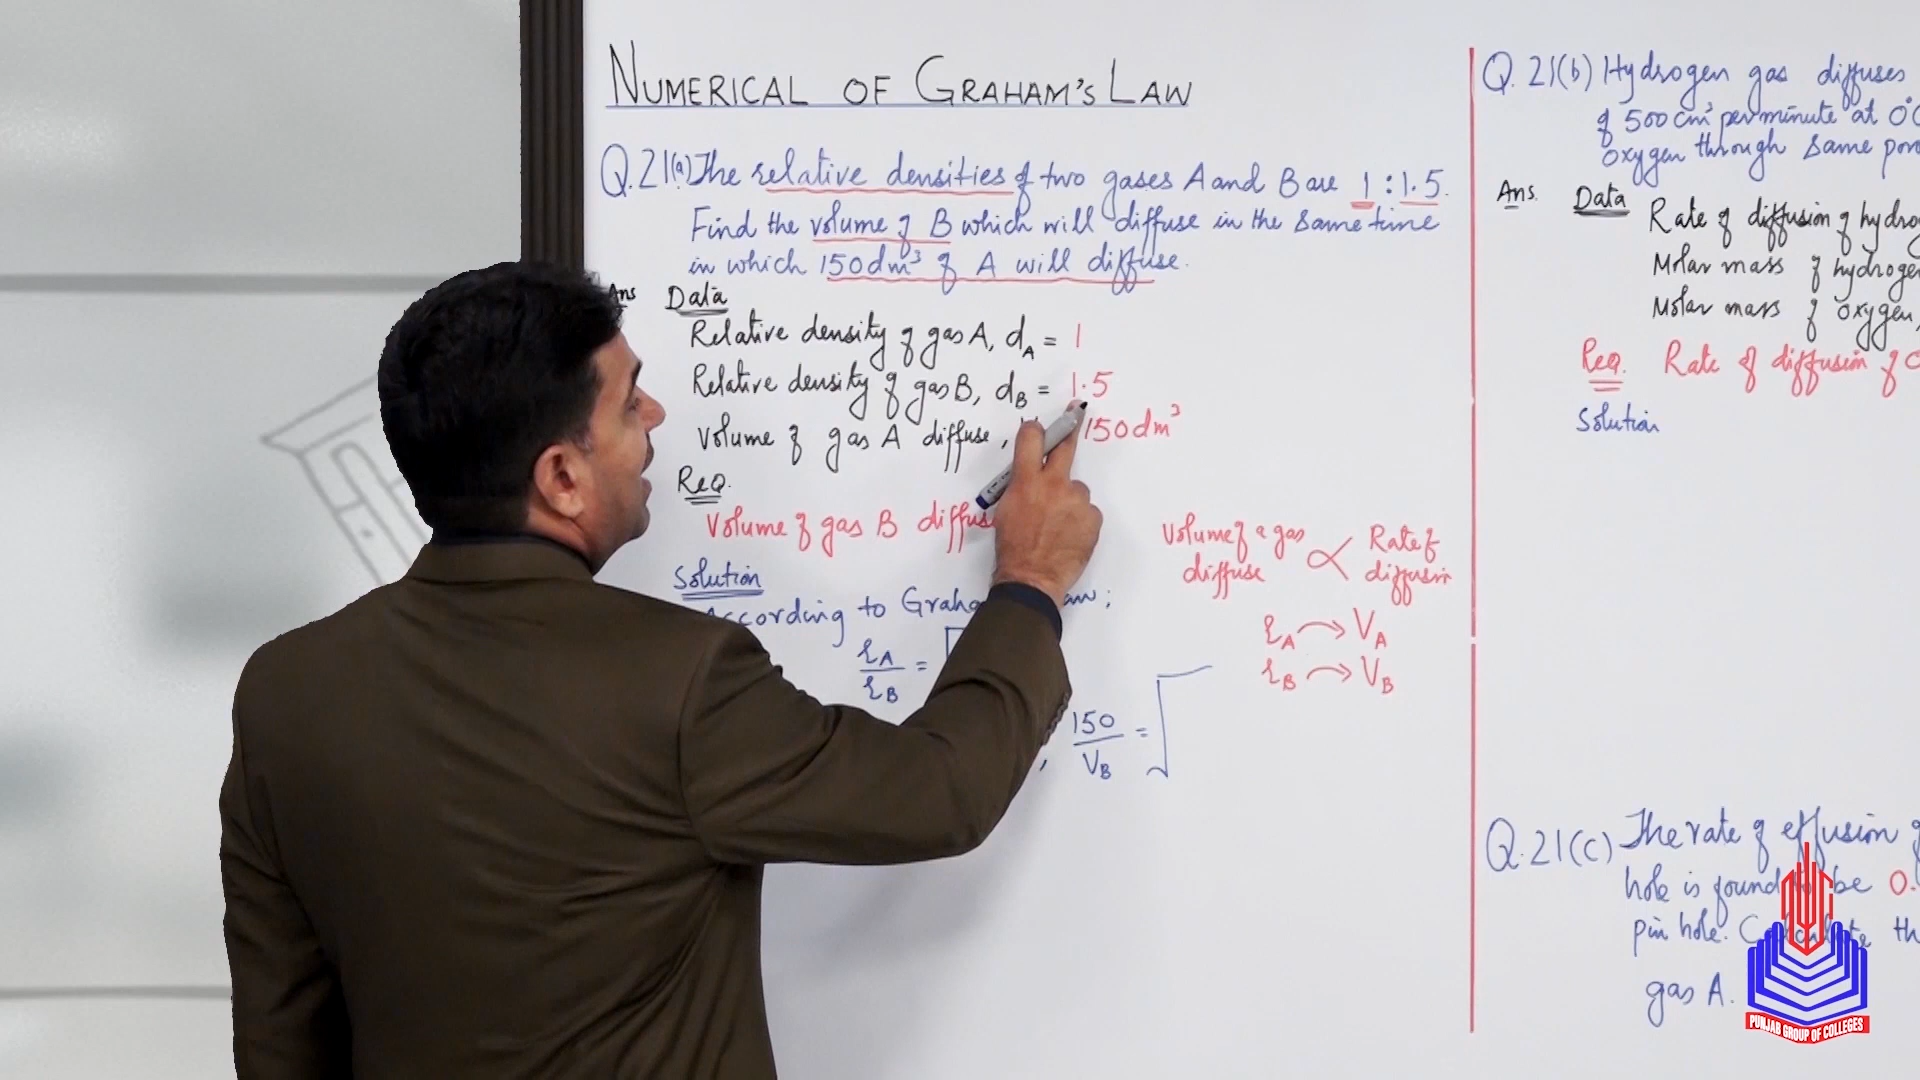 NUMERICAL OF GRAHAM'S LAW
Q.21(a) The relative densities of two gases A and B are 1 : 1.5.
Find the volume of B which will diffuse in the same time
in which 150dm³ of A will diffuse.
Ans Data
Relative density of gas A, dA = 1
Relative density of gas B, dB = 1.5
Volume of gas A diffuse, 150dm³
Req.
Volume of gas B diffuse
Solution
According to Graham's Law;
rA/rB =
, 150/VB = √
Volume of a gas diffuse ∝ Rate of diffusion
rA → VA
rB → VB
Q.21(b) Hydrogen gas diffuses
of 500 cm³ per minute at 0°C
oxygen through same
Ans. Data Rate of diffusion of
Molar mass of
Molar mass of oxygen,
Req. Rate of diffusion of
Solution
Q.21(c) The rate of effusion
hole is found to be 0.
pin hole. Calculate
gas A.
PUNJAB GROUP OF COLLEGES